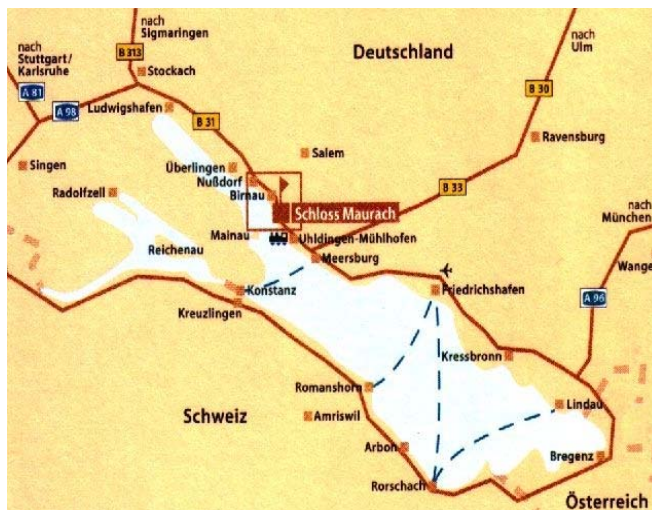 nach
Sigmaringen
nach
Stuttgart/
Karlsruhe
B 313
Stockach
Deutschland
nach
Ulm
A 81
A 98
B 30
Ludwigshafen
B 31
Ravensburg
Singen
Salem
Überlingen
Nußdorf
B 33
Radolfzell
Birnau
Schloss Maurach
nach
München
Mainau
Uhldingen-Mühlhofen
Reichenau
Meersburg
Wange
Konstanz
Friedrichshafen
A 96
Kreuzlingen
Kressbronn
Romanshorn
Lindau
Schweiz
Amriswil
Arbon
Bregenz
Rorschach
Österreich